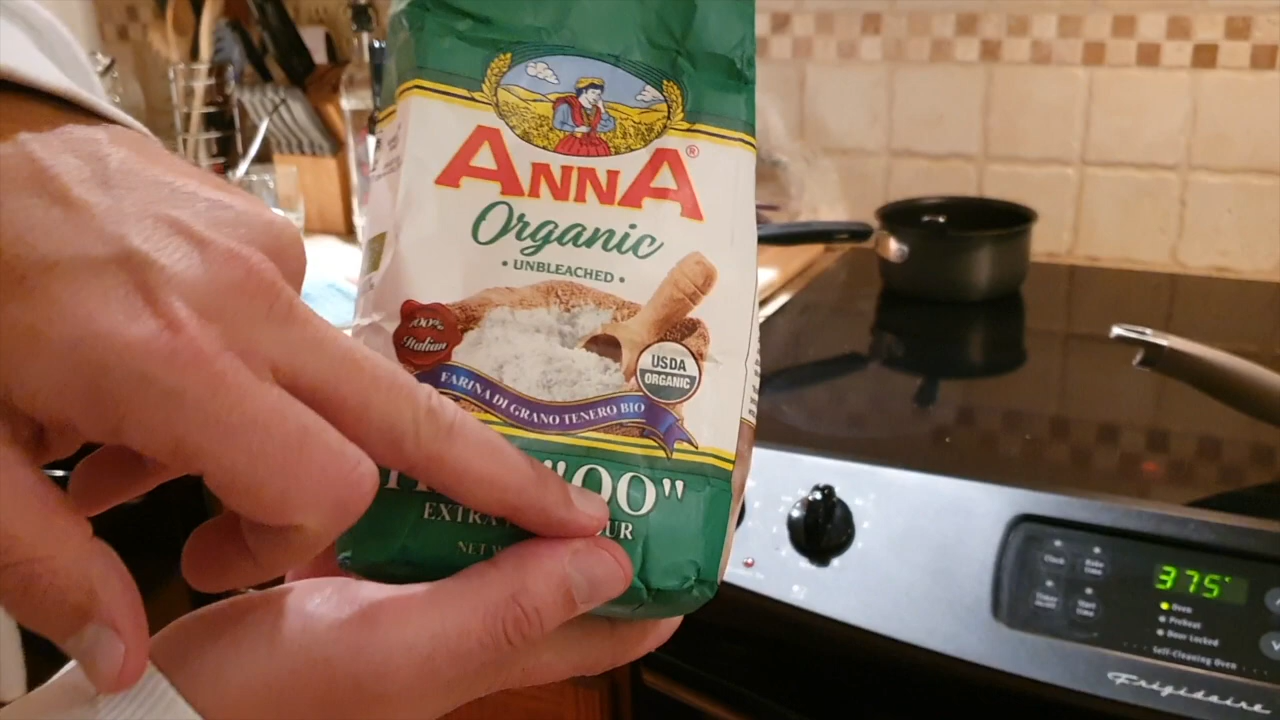 ANNA®
Organic
• UNBLEACHED •
100%
Italian
USDA
ORGANIC
FARINA DI GRANO TENERO BIO
"00"
EXTRA
NET
375°
Clock
Bake
Time
Start
Time
Oven
Preheat
Door Locked
Self-Cleaning Oven
Frigidaire